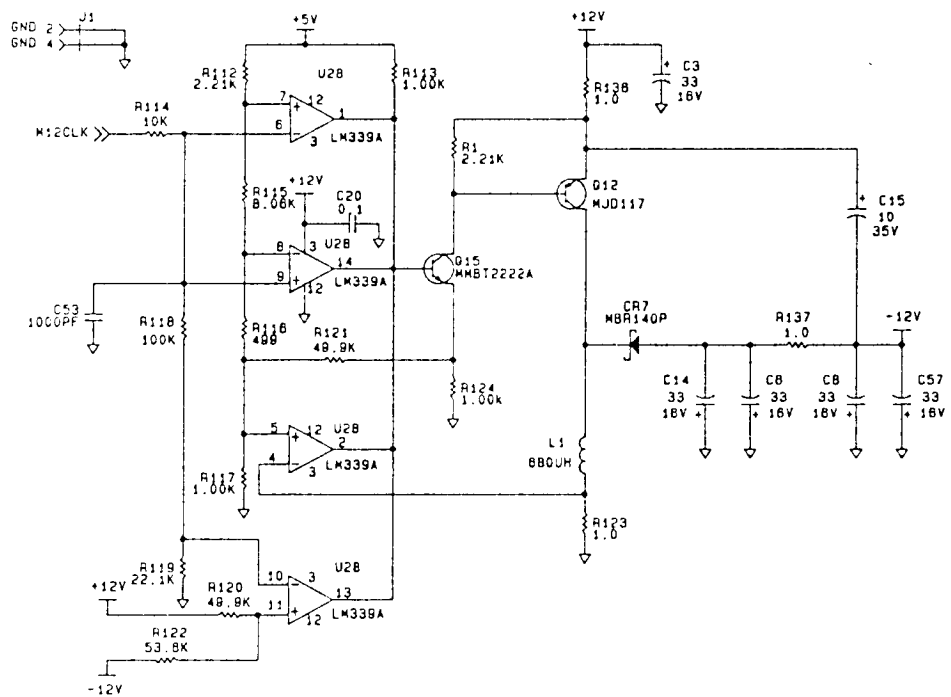 J1
GND 2
GND 4
+5V
+12V
R112
2.21K
U28
R113
1.00K
R138
1.0
C3
33
16V
7
12
1
6
3
LM339A
R114
10K
M12CLK
R1
2.21K
+12V
R115
8.06K
C20
0.1
Q12
MJD117
C15
10
35V
8
3
U28
14
9
12
LM339A
Q15
MMBT2222A
C53
1000PF
R118
100K
R116
499
R121
49.9K
CR7
MBR140P
R137
1.0
-12V
R124
1.00K
C14
33
16V
C6
33
16V
C8
33
16V
C57
33
16V
5
12
U28
2
4
3
LM339A
R117
1.00K
L1
680UH
R123
1.0
R119
22.1K
+12V
R120
49.9K
10
3
U28
13
11
12
LM339A
R122
53.6K
-12V